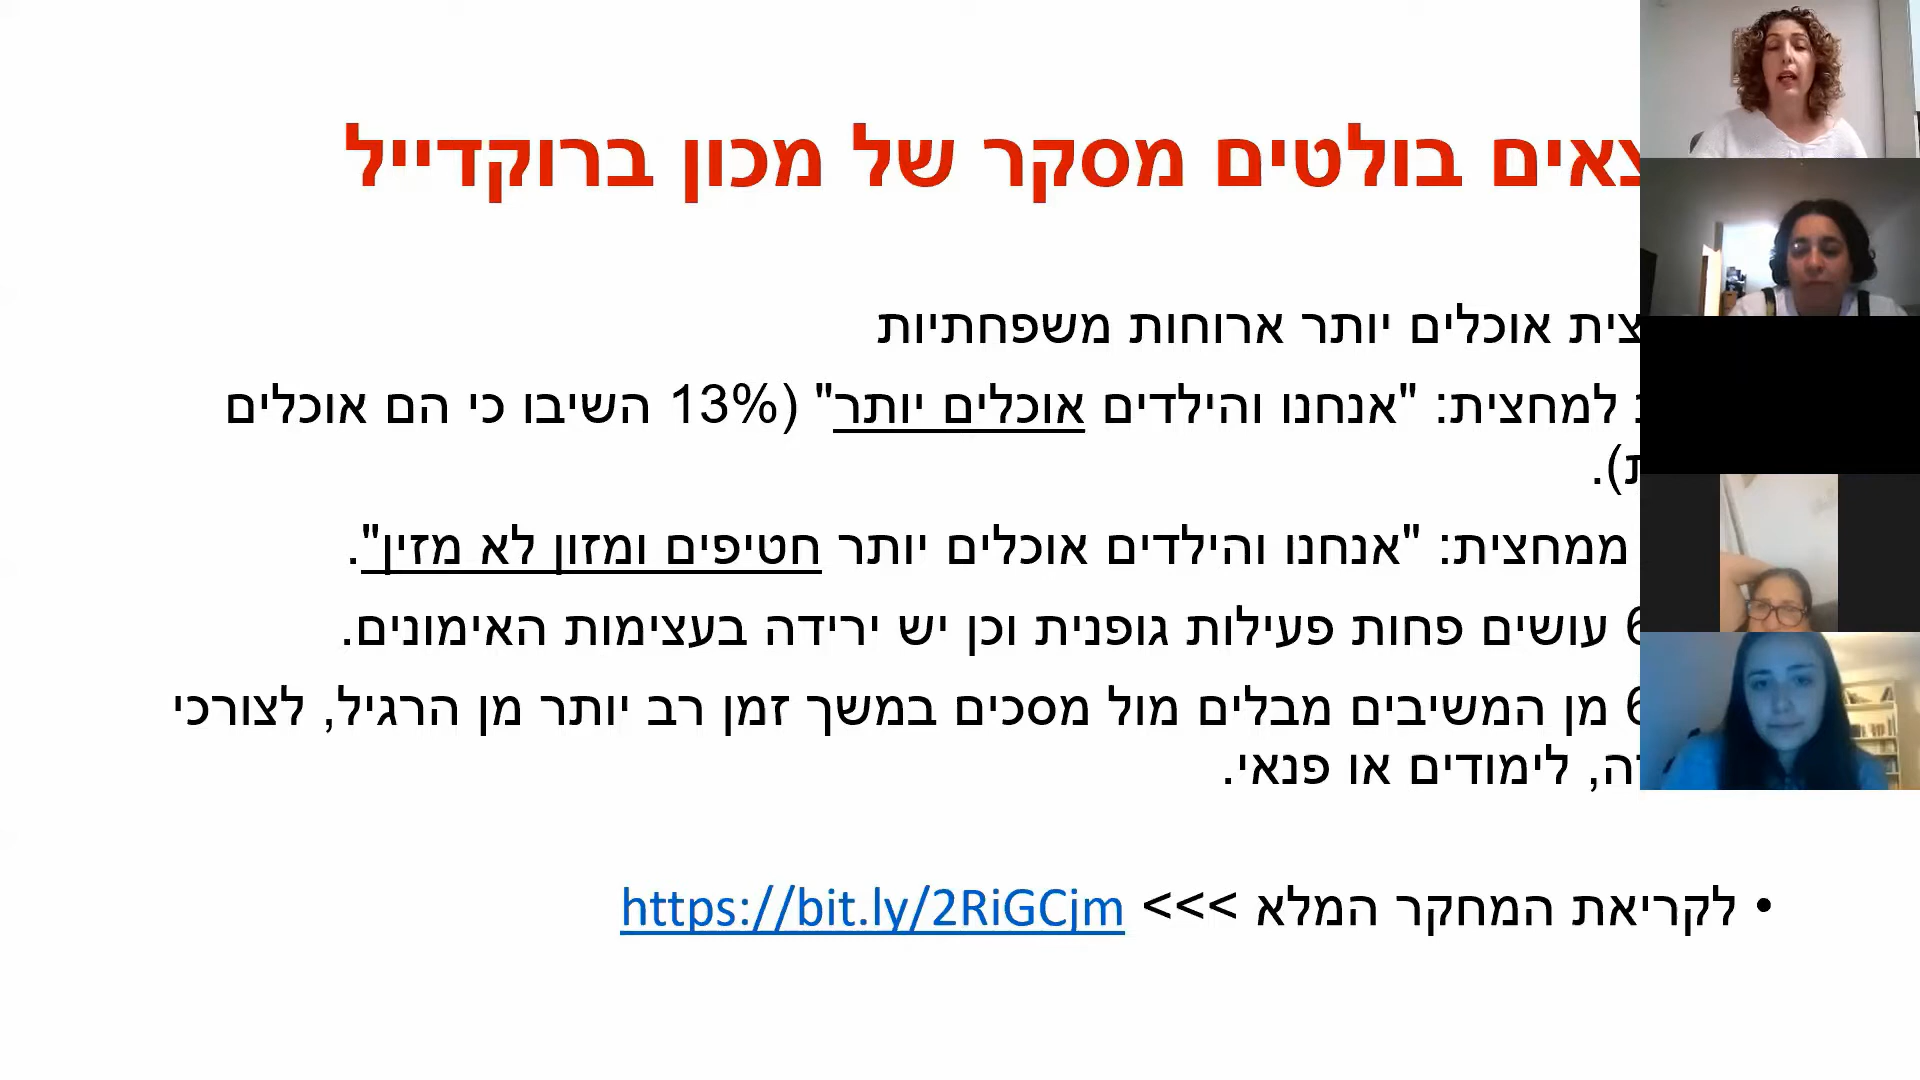 בולטים מסקר של מכון ברוקדייל
אוכלים יותר ארוחות משפחתיות
למחצית: "אנחנו והילדים אוכלים יותר" (13% השיבו כי הם אוכלים
ממחצית: "אנחנו והילדים אוכלים יותר חטיפים ומזון לא מזין".
עושים פחות פעילות גופנית וכן יש ירידה בעצימות האימונים.
מן המשיבים מבלים מול מסכים במשך זמן רב יותר מן הרגיל, לצורכי
לימודים או פנאי.
• לקריאת המחקר המלא >>> https://bit.ly/2RiGCjm